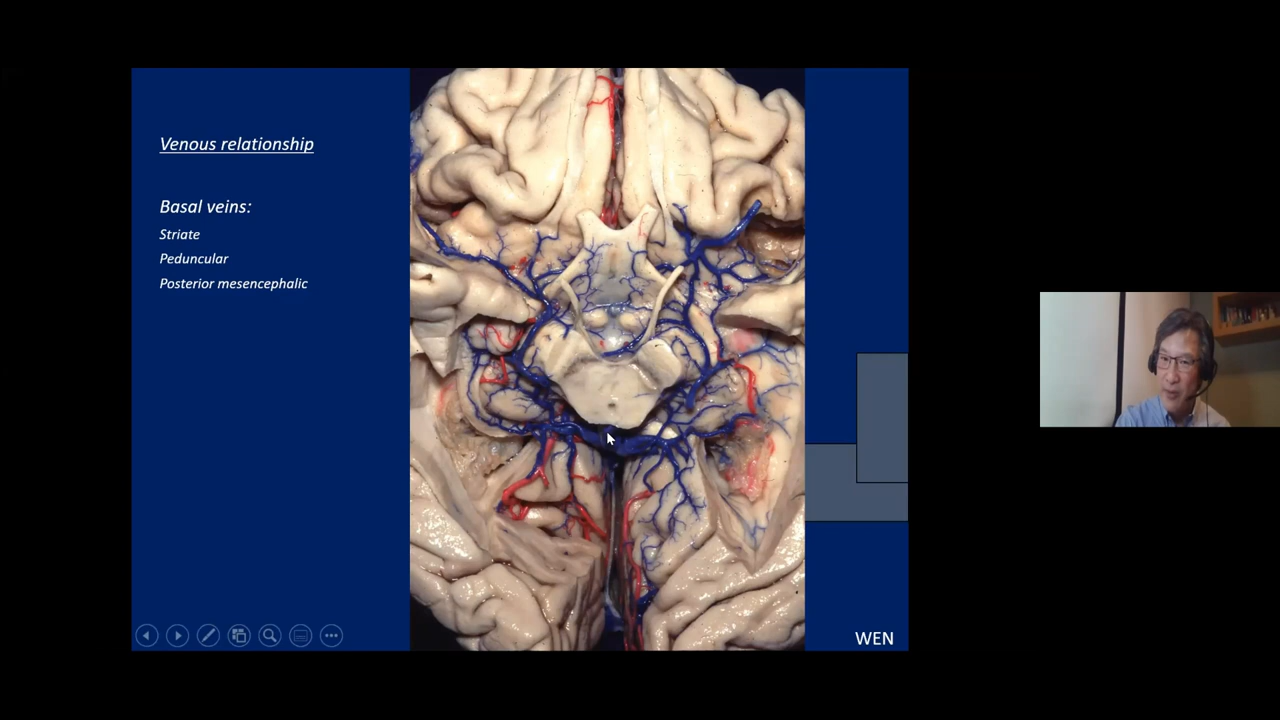 Venous relationship
Basal veins:
Striate
Peduncular
Posterior mesencephalic
WEN